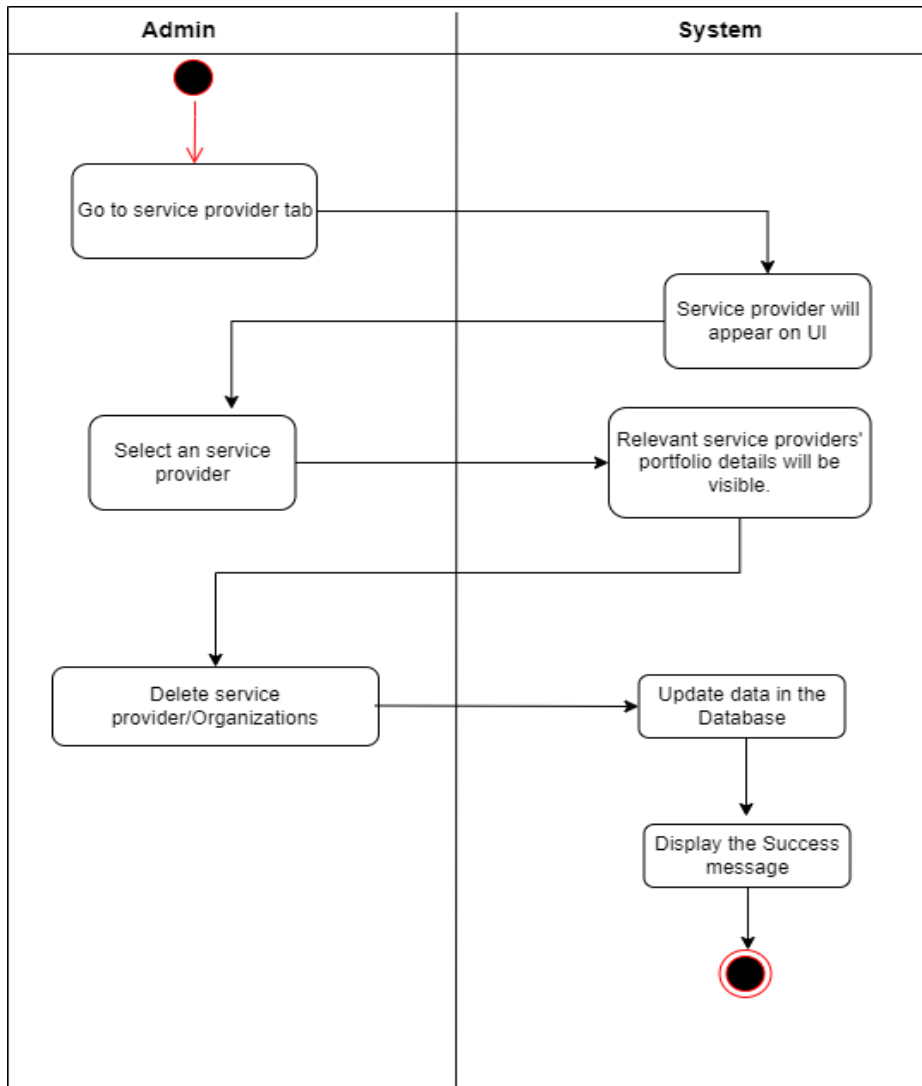 Admin
System
Go to service provider tab
Service provider will
appear on UI
Select an service
provider
Relevant service providers'
portfolio details will be
visible.
Delete service
provider/Organizations
Update data in the
Database
Display the Success
message